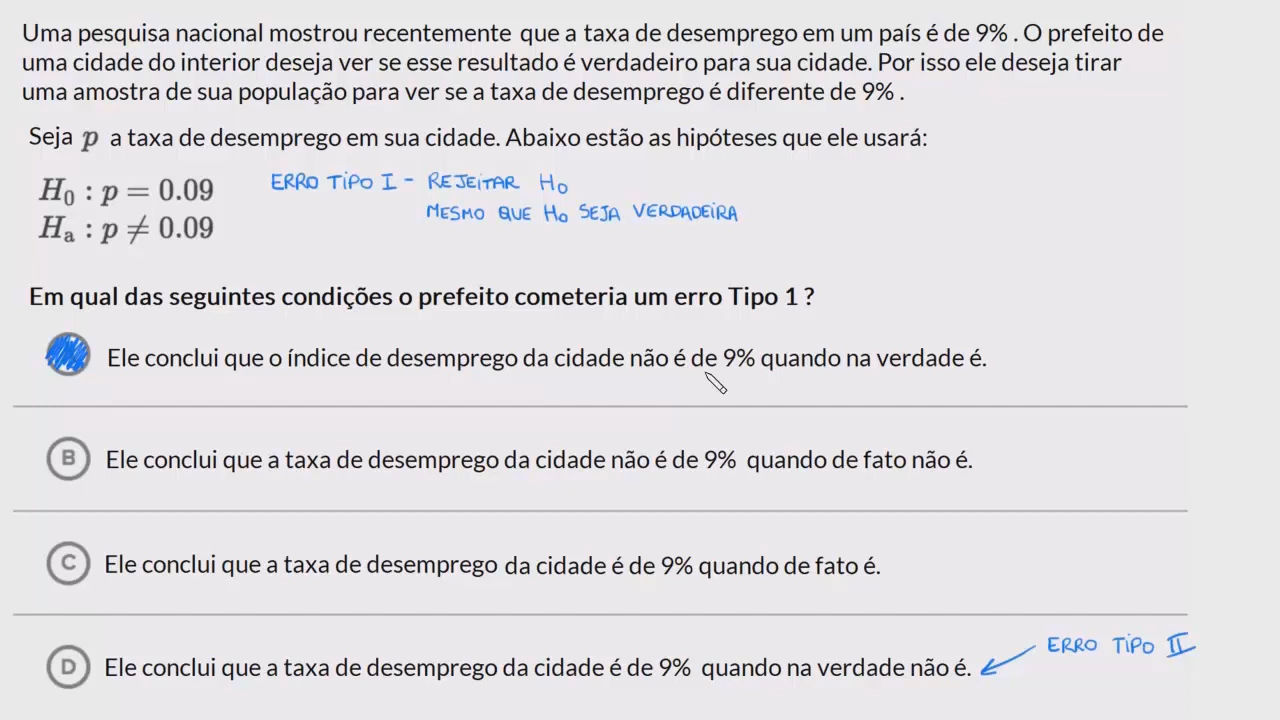 Uma pesquisa nacional mostrou recentemente que a taxa de desemprego em um país é de 9% . O prefeito de
uma cidade do interior deseja ver se esse resultado é verdadeiro para sua cidade. Por isso ele deseja tirar
uma amostra de sua população para ver se a taxa de desemprego é diferente de 9% .
Seja p a taxa de desemprego em sua cidade. Abaixo estão as hipóteses que ele usará:
H₀ : p = 0.09
ERRO TIPO I - REJEITAR H₀
MESMO QUE H₀ SEJA VERDADEIRA
Hₐ : p ≠ 0.09
Em qual das seguintes condições o prefeito cometeria um erro Tipo 1 ?
Ele conclui que o índice de desemprego da cidade não é de 9% quando na verdade é.
B Ele conclui que a taxa de desemprego da cidade não é de 9% quando de fato não é.
C Ele conclui que a taxa de desemprego da cidade é de 9% quando de fato é.
ERRO TIPO II
D Ele conclui que a taxa de desemprego da cidade é de 9% quando na verdade não é.